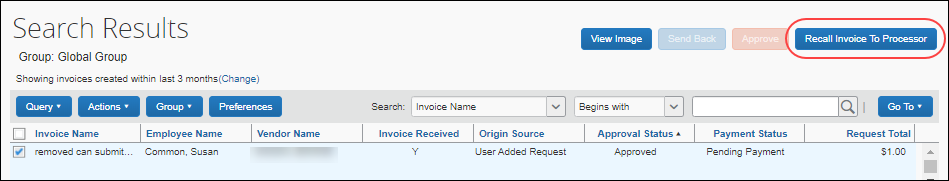 Search Results
Group: Global Group
View Image Send Back Approve Recall Invoice To Processor
Showing invoices created within last 3 months(Change)
Query Actions Group Preferences Search: Invoice Name Begins with Go To
Invoice Name Employee Name Vendor Name Invoice Received Origin Source Approval Status Payment Status Request Total
removed can submit... Common, Susan Y User Added Request Approved Pending Payment $1.00